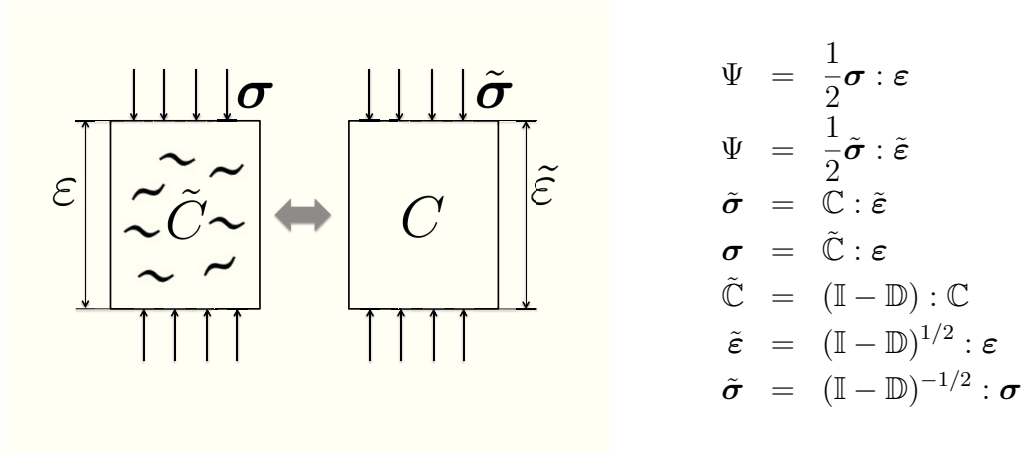 𝝈 𝝈̃
ε C̃ C ε̃
Ψ = 1/2 𝝈 : 𝜺
Ψ = 1/2 𝝈̃ : 𝜺̃
𝝈̃ = ℂ : 𝜺̃
𝝈 = ℂ̃ : 𝜺
ℂ̃ = (𝕀 − 𝔻) : ℂ
𝜺̃ = (𝕀 − 𝔻)^{1/2} : 𝜺
𝝈̃ = (𝕀 − 𝔻)^{−1/2} : 𝝈